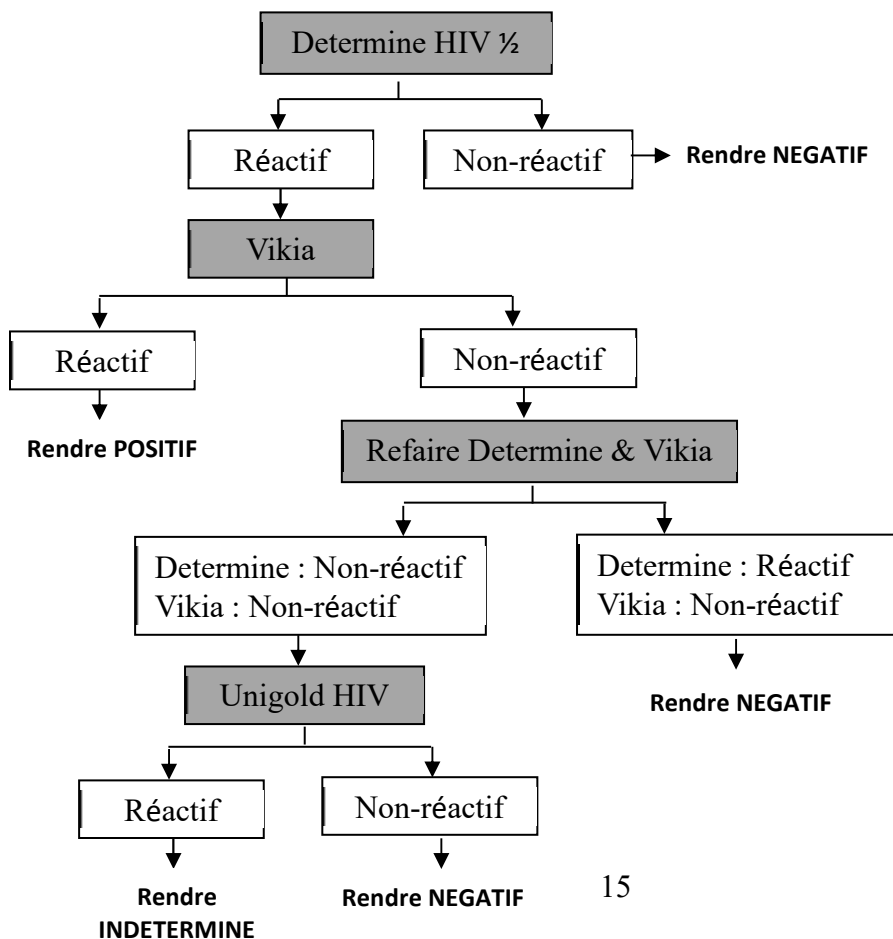 Determine HIV ½
Réactif
Non-réactif
Rendre NEGATIF
Vikia
Réactif
Non-réactif
Rendre POSITIF
Refaire Determine & Vikia
Determine : Non-réactif
Vikia : Non-réactif
Determine : Réactif
Vikia : Non-réactif
Unigold HIV
Rendre NEGATIF
Réactif
Non-réactif
Rendre
INDETERMINE
Rendre NEGATIF
15